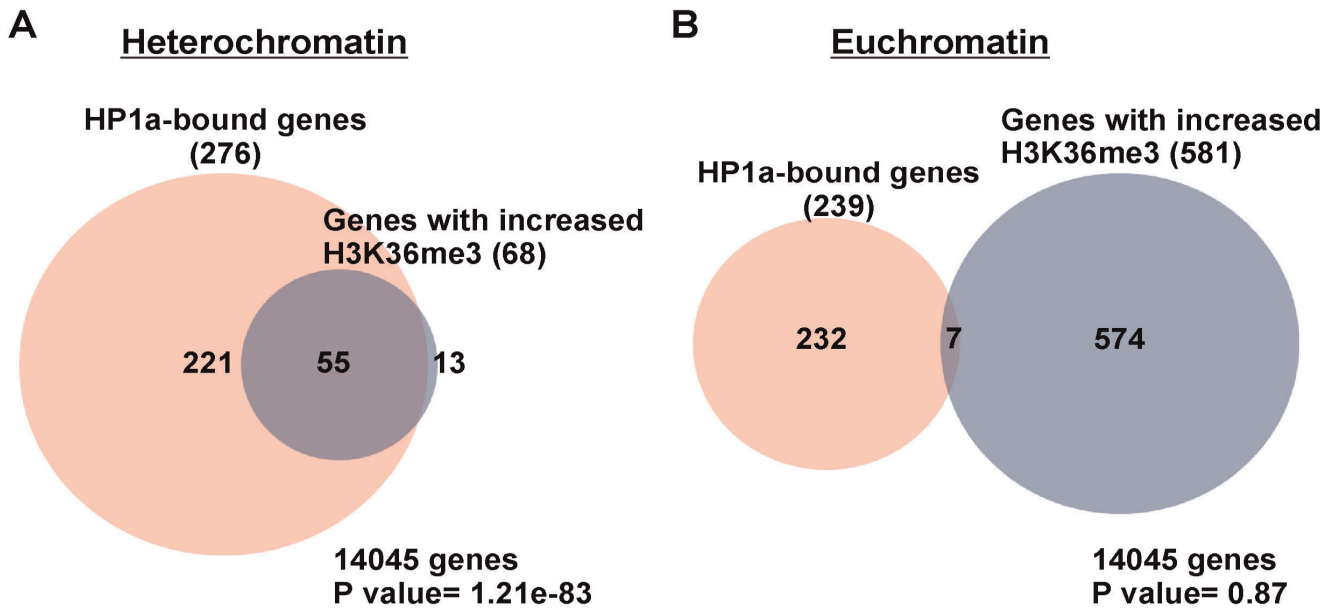 A
Heterochromatin
HP1a-bound genes
(276)
Genes with increased
H3K36me3 (68)
221
55
13
14045 genes
P value= 1.21e-83
B
Euchromatin
Genes with increased
H3K36me3 (581)
HP1a-bound genes
(239)
232
7
574
14045 genes
P value= 0.87